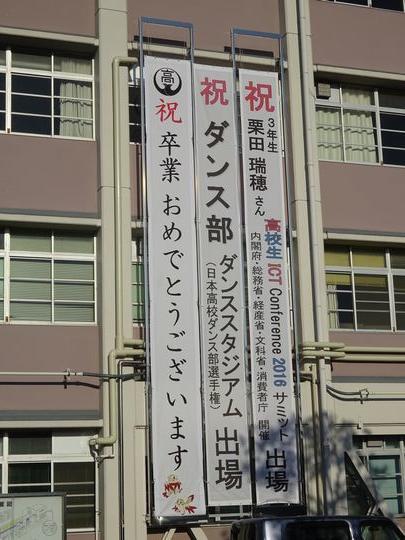 高
祝 卒業 おめでとうございます
祝 ダンス部 ダンススタジアム 出場
(日本高校ダンス部選手権)
祝 3年生 栗田 瑞穂 さん 高校生 ICT Conference 2016 サミット 出場
内閣府・総務省・経産省・文科省・消費者庁 開催